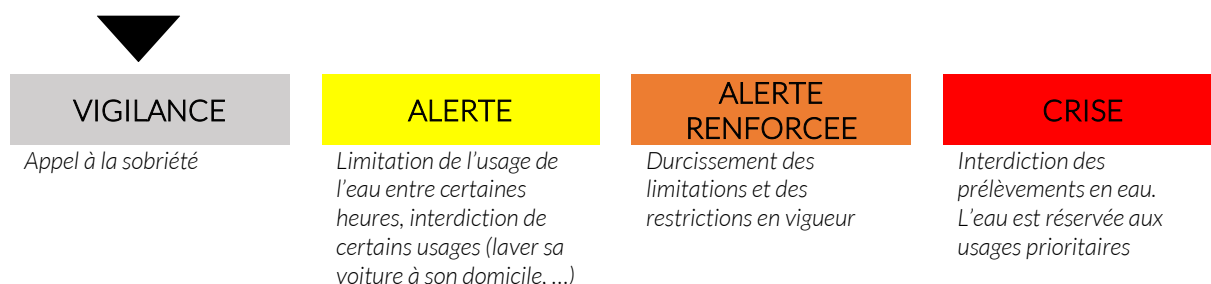 VIGILANCE
Appel à la sobriété
ALERTE
Limitation de l’usage de
l’eau entre certaines
heures, interdiction de
certains usages (laver sa
voiture à son domicile, …)
ALERTE
RENFORCEE
Durcissement des
limitations et des
restrictions en vigueur
CRISE
Interdiction des
prélèvements en eau.
L’eau est réservée aux
usages prioritaires